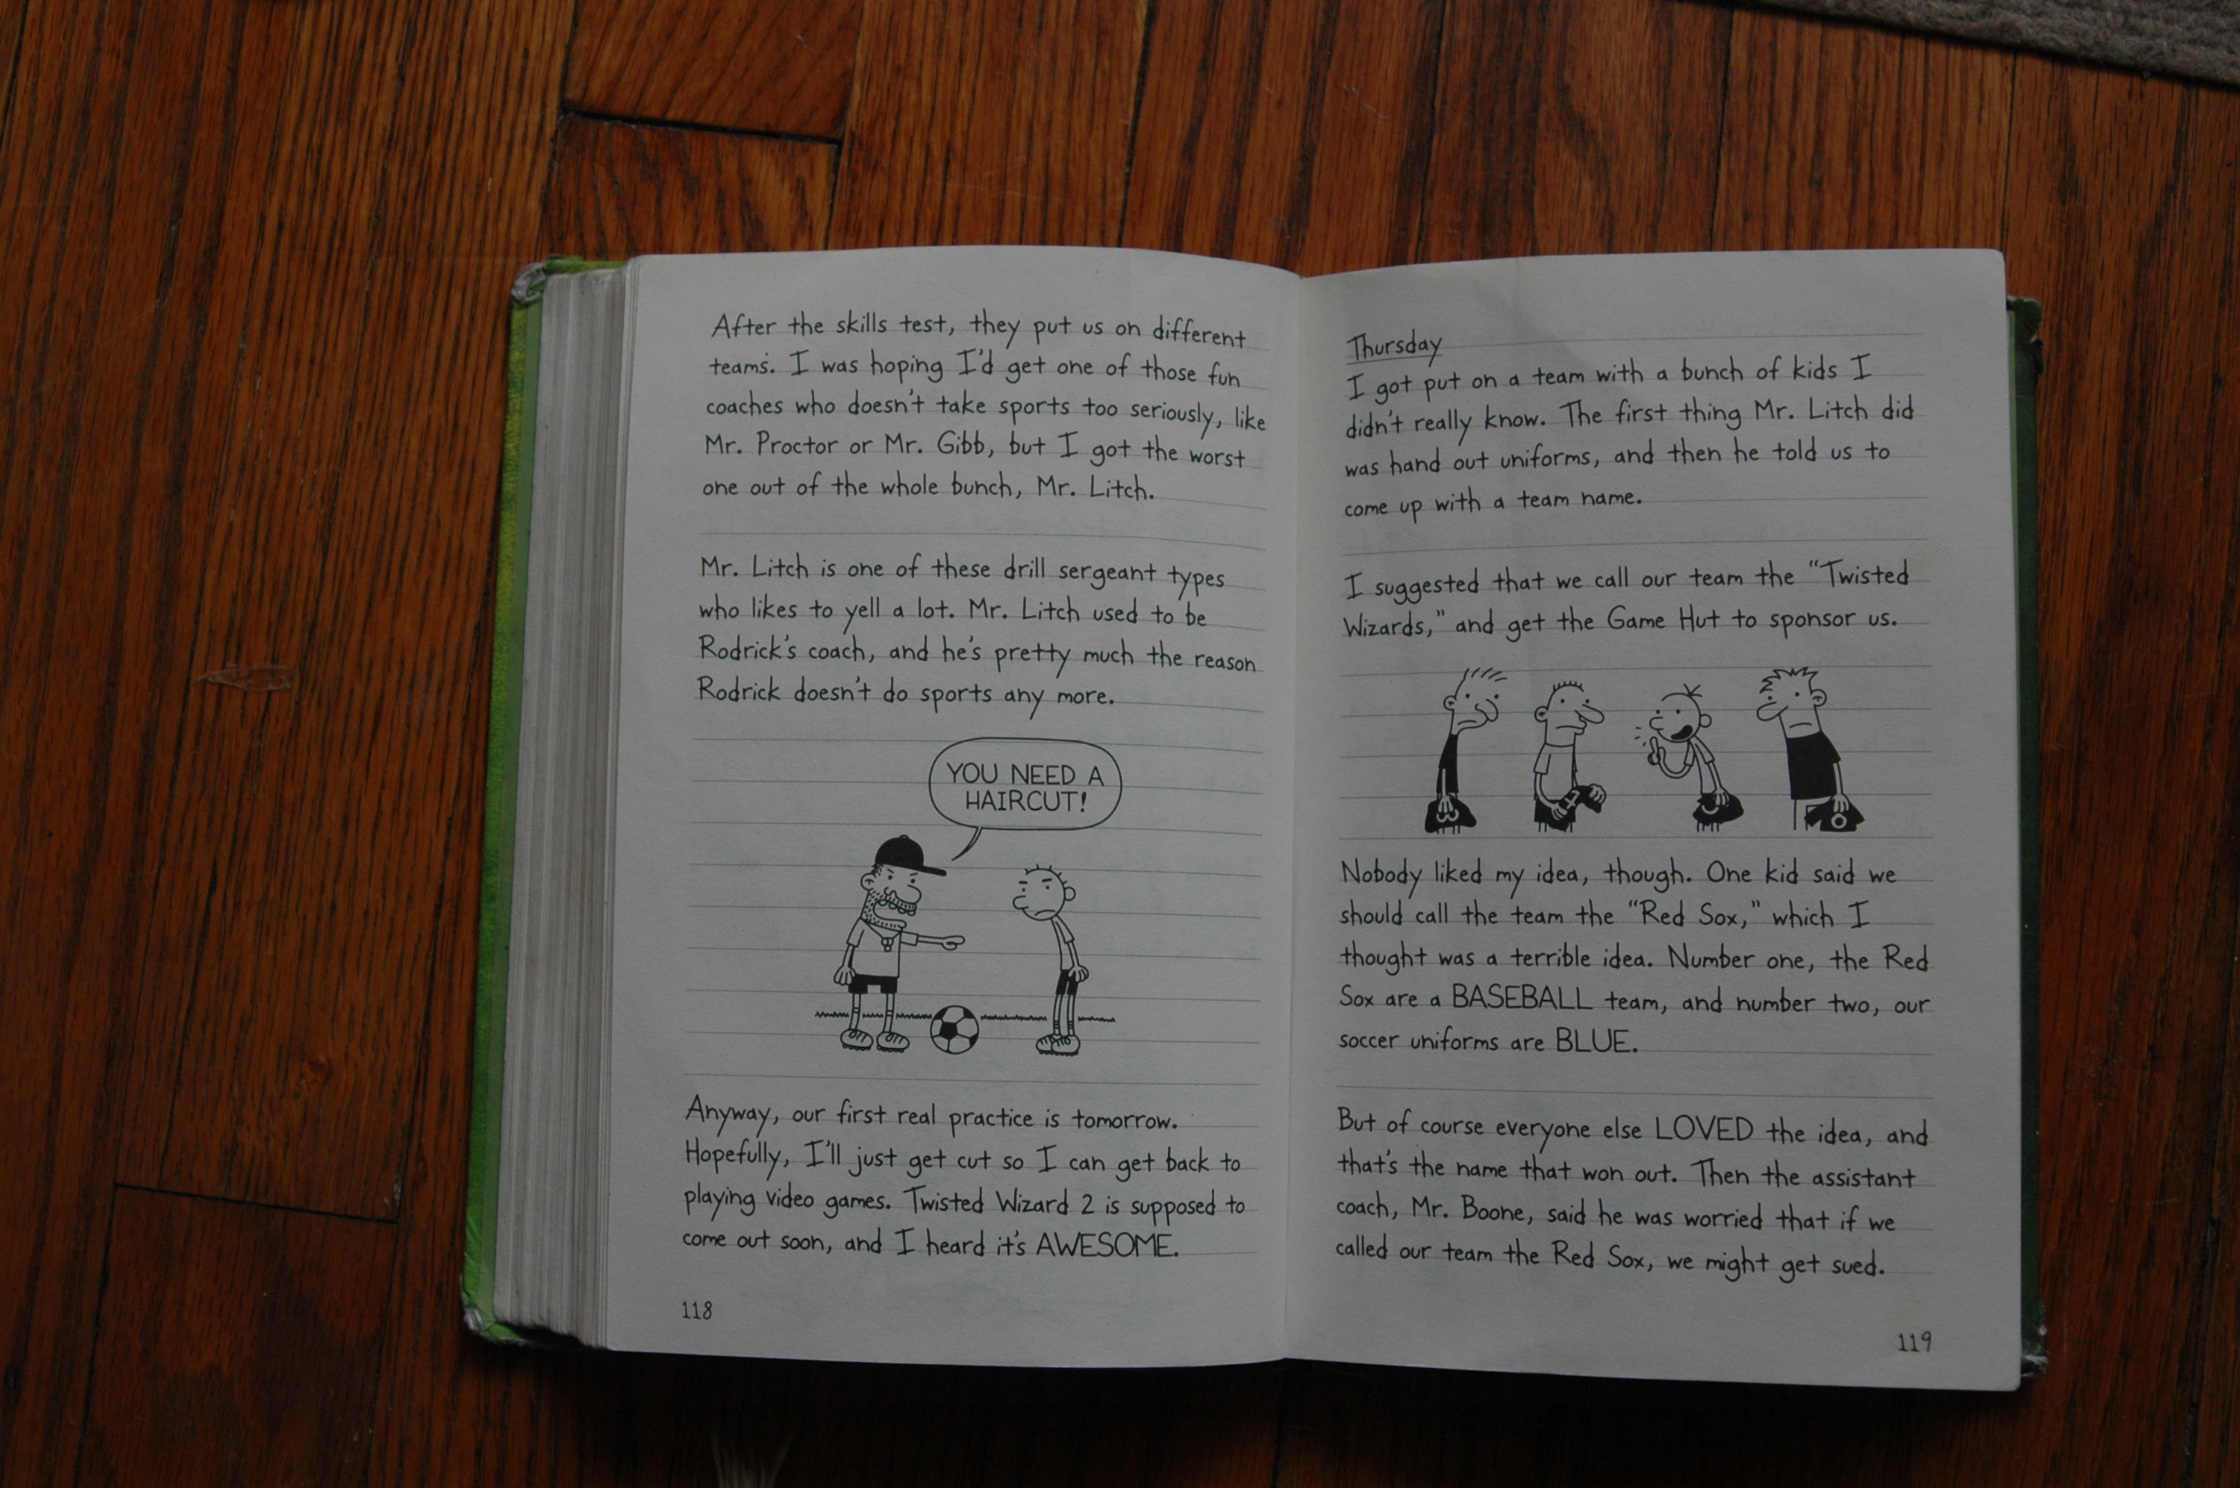 After the skills test, they put us on different
teams. I was hoping I'd get one of those fun
coaches who doesn't take sports too seriously, like
Mr. Proctor or Mr. Gibb, but I got the worst
one out of the whole bunch, Mr. Litch.
Mr. Litch is one of these drill sergeant types
who likes to yell a lot. Mr. Litch used to be
Rodrick's coach, and he's pretty much the reason
Rodrick doesn't do sports any more.
YOU NEED A
HAIRCUT!
Anyway, our first real practice is tomorrow.
Hopefully, I'll just get cut so I can get back to
playing video games. Twisted Wizard 2 is supposed to
come out soon, and I heard it's AWESOME.
118
Thursday
I got put on a team with a bunch of kids I
didn't really know. The first thing Mr. Litch did
was hand out uniforms, and then he told us to
come up with a team name.
I suggested that we call our team the "Twisted
Wizards," and get the Game Hut to sponsor us.
Nobody liked my idea, though. One kid said we
should call the team the "Red Sox," which I
thought was a terrible idea. Number one, the Red
Sox are a BASEBALL team, and number two, our
soccer uniforms are BLUE.
But of course everyone else LOVED the idea, and
that's the name that won out. Then the assistant
coach, Mr. Boone, said he was worried that if we
called our team the Red Sox, we might get sued.
119